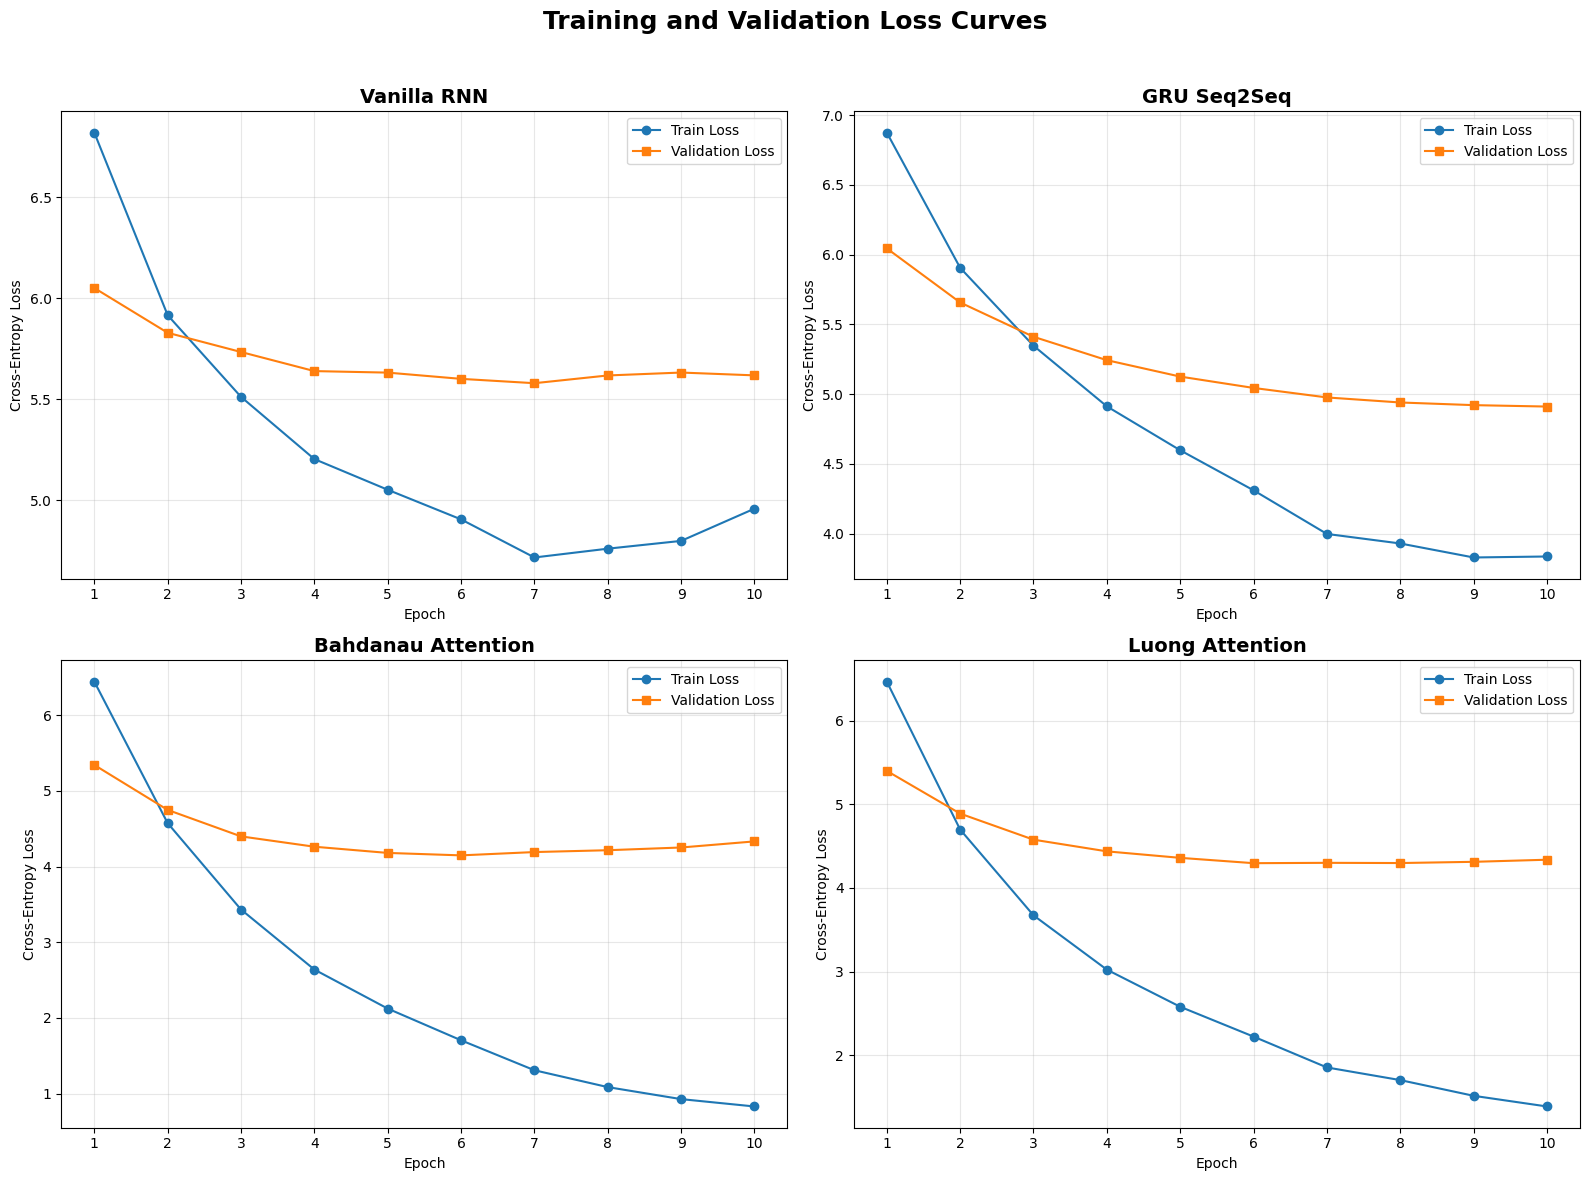 Training and Validation Loss Curves
Vanilla RNN
Train Loss
Validation Loss
Cross-Entropy Loss
6.5
6.0
5.5
5.0
1 2 3 4 5 6 7 8 9 10
Epoch
GRU Seq2Seq
Train Loss
Validation Loss
Cross-Entropy Loss
7.0
6.5
6.0
5.5
5.0
4.5
4.0
1 2 3 4 5 6 7 8 9 10
Epoch
Bahdanau Attention
Train Loss
Validation Loss
Cross-Entropy Loss
6
5
4
3
2
1
1 2 3 4 5 6 7 8 9 10
Epoch
Luong Attention
Train Loss
Validation Loss
Cross-Entropy Loss
6
5
4
3
2
1 2 3 4 5 6 7 8 9 10
Epoch